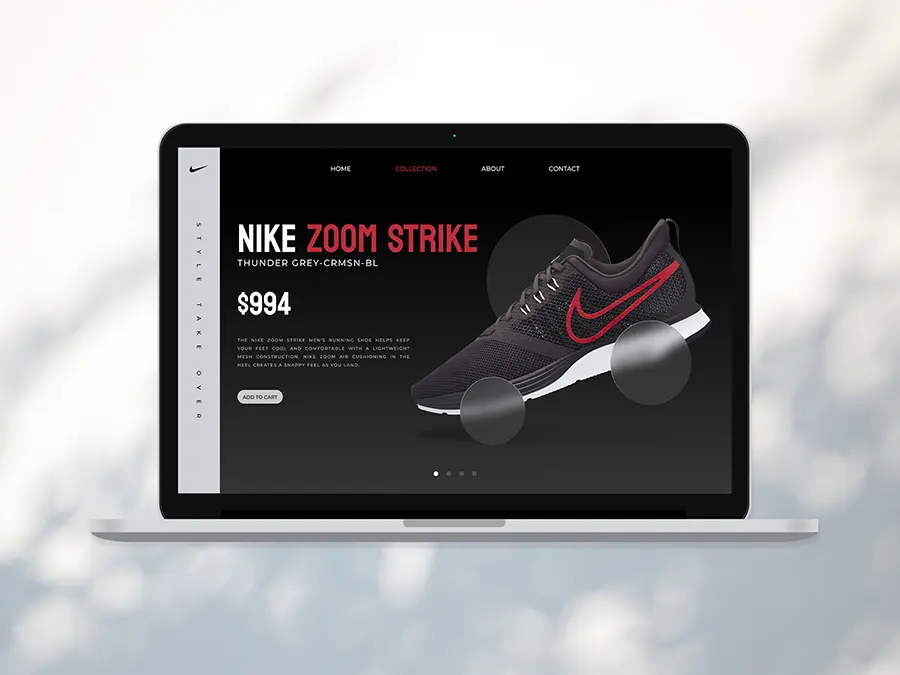 HOME COLLECTION ABOUT CONTACT
STYLE TAKE OVER
NIKE ZOOM STRIKE
THUNDER GREY-CRMSN-BL
$994
THE NIKE ZOOM STRIKE MEN'S RUNNING SHOE HELPS KEEP
YOUR FEET COOL AND COMFORTABLE WITH A LIGHTWEIGHT
MESH CONSTRUCTION. NIKE ZOOM AIR CUSHIONING IN THE
HEEL CREATES A SNAPPY FEEL AS YOU LAND.
ADD TO CART